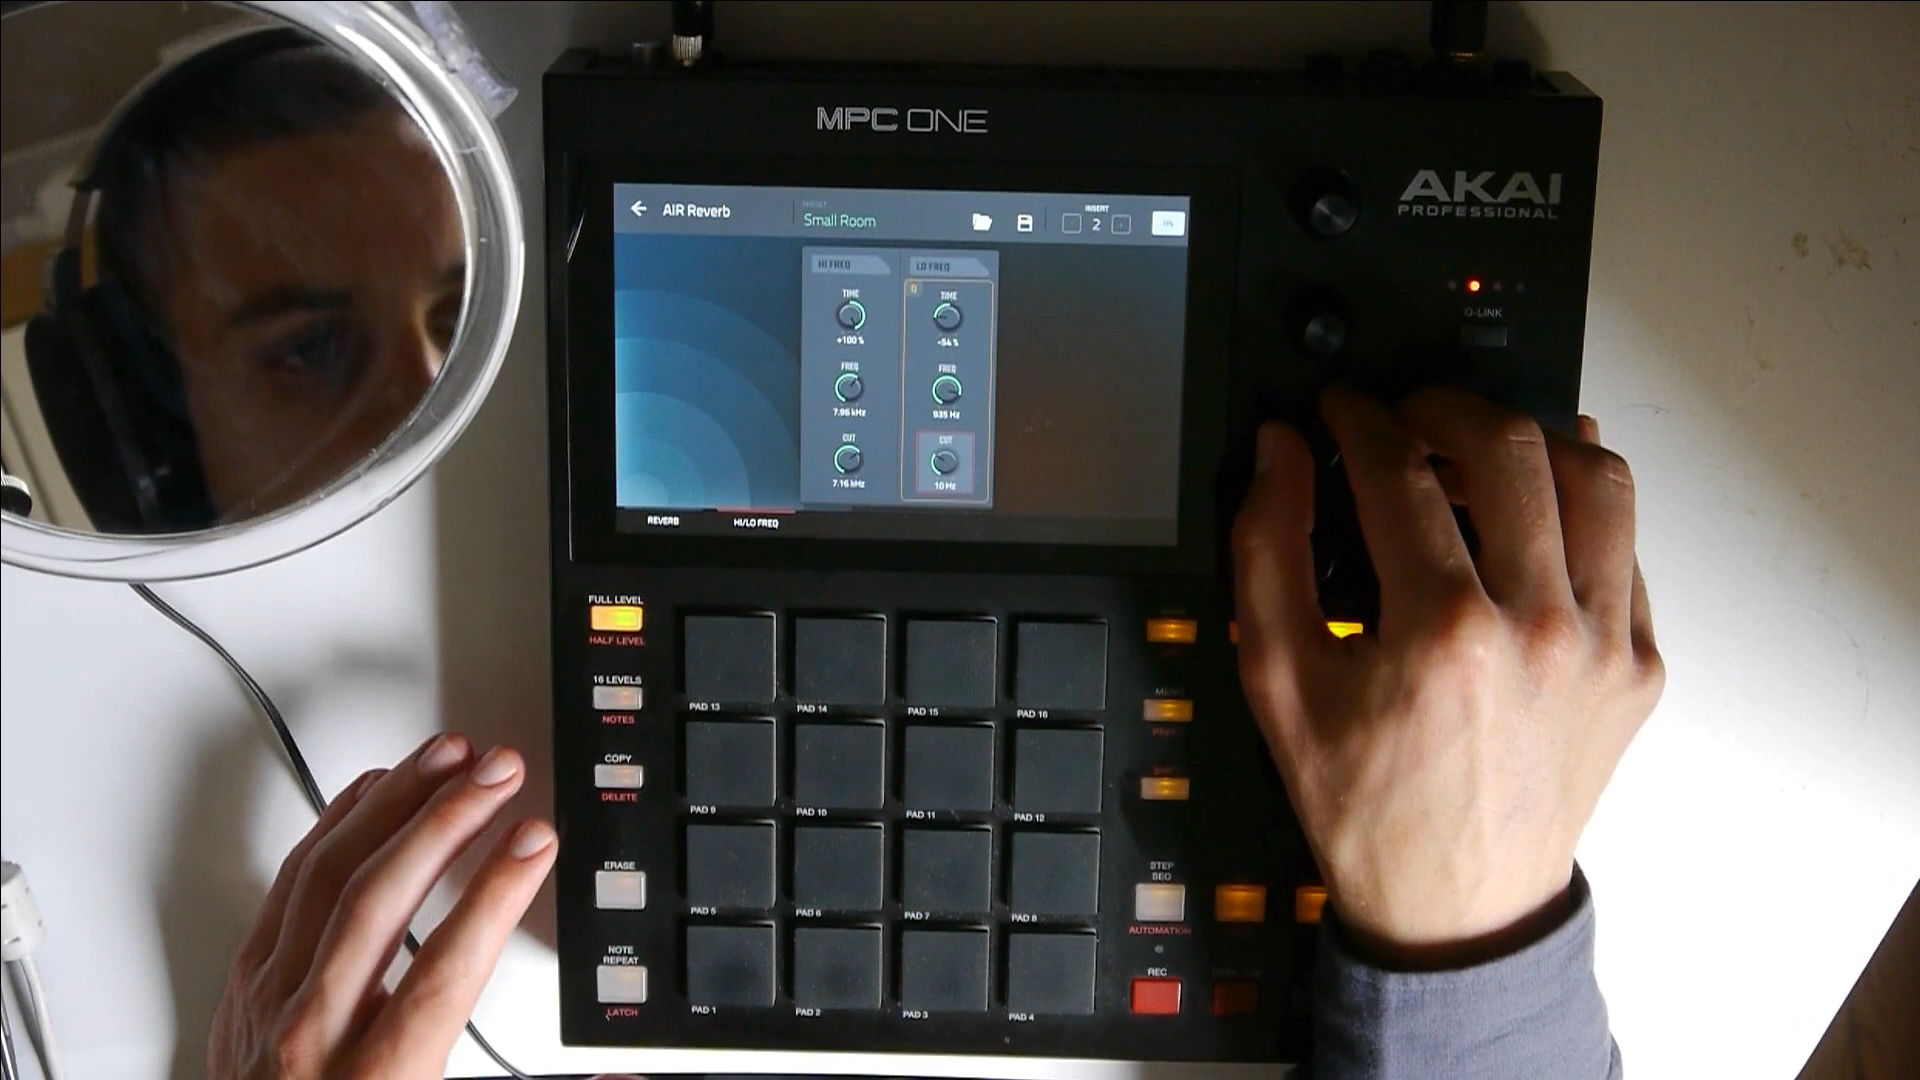 MPC ONE
AKAI
PROFESSIONAL
AIR Reverb
PRESET
Small Room
INSERT
2
ON
HI FREQ
LO FREQ
Q
TIME
TIME
+100 %
-54 %
FREQ
FREQ
7.96 kHz
935 Hz
CUT
CUT
7.16 kHz
10 Hz
REVERB
HI/LO FREQ
Q-LINK
FULL LEVEL
HALF LEVEL
16 LEVELS
NOTES
COPY
DELETE
ERASE
NOTE
REPEAT
LATCH
PAD 13
PAD 14
PAD 15
PAD 16
PAD 9
PAD 10
PAD 11
PAD 12
PAD 5
PAD 6
PAD 7
PAD 8
PAD 1
PAD 2
PAD 3
PAD 4
STEP
SEQ
AUTOMATION
REC